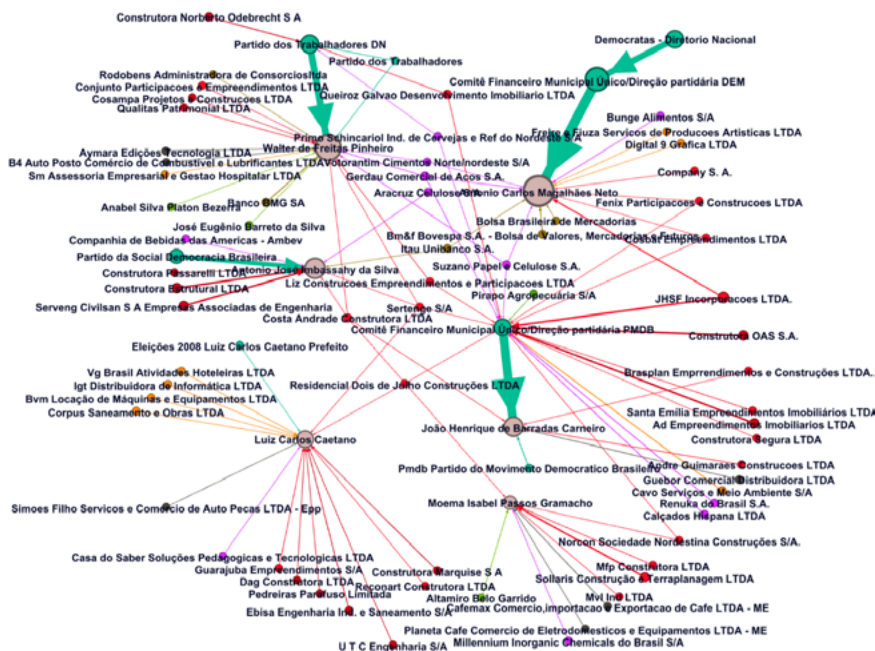 Construtora Norberto Odebrecht S A
Partido dos Trabalhadores DN
Democratas - Diretorio Nacional
Partido dos Trabalhadores
Rodobens Administradora de Consorciosltda
Comitê Financeiro Municipal Único/Direção partidária DEM
Conjunto Participacoes e Empreendimentos LTDA
Queiroz Galvao Desenvolvimento Imobiliario LTDA
Cosampa Projetos e Construcoes LTDA
Qualitas Patrimonial LTDA
Bunge Alimentos S/A
Primo Schincariol Ind. de Cervejas e Ref do Nordeste S/A
Freire e Fiuza Servicos de Producoes Artisticas LTDA
Walter de Freitas Pinheiro
Digital 9 Grafica LTDA
Aymara Edições Tecnologia LTDA
B4 Auto Posto Comércio de Combustível e Lubrificantes LTDA
Votorantim Cimentos Norte/nordeste S/A
Sm Assessoria Empresarial e Gestao Hospitalar LTDA
Gerdau Comercial de Acos S.A.
Company S. A.
Aracruz Celulose S/A
Antonio Carlos Magalhães Neto
Banco BMG SA
Anabel Silva Platon Bezerra
Fenix Participacoes e Construcoes LTDA
Bolsa Brasileira de Mercadorias
José Eugênio Barreto da Silva
Bm&f Bovespa S.A. - Bolsa de Valores, Mercadorias e Futuros
Cosbat Empreendimentos LTDA
Companhia de Bebidas das Americas - Ambev
Itau Unibanco S.A.
Partido da Social Democracia Brasileira
Antonio José Imbassahy da Silva
Suzano Papel e Celulose S.A.
Construtora Passarelli LTDA
Liz Construcoes Empreendimentos e Participacoes LTDA
Construtora Estrutural LTDA
Pirapo Agropecuária S/A
JHSF Incorporacoes LTDA.
Serveng Civilsan S A Empresas Associadas de Engenharia
Sertenge S/A
Costa Andrade Construtora LTDA
Comitê Financeiro Municipal Único/Direção partidária PMDB
Construtora OAS S.A.
Eleições 2008 Luiz Carlos Caetano Prefeito
Vg Brasil Atividades Hoteleiras LTDA
Brasplan Emprrendimentos e Construções LTDA.
Igt Distribuidora de Informática LTDA
Residencial Dois de Julho Construções LTDA
Bvm Locação de Máquinas e Equipamentos LTDA
Corpus Saneamento e Obras LTDA
Santa Emília Empreendimentos Imobiliários LTDA
Ad Empreendimentos Imobiliarios LTDA
João Henrique de Barradas Carneiro
Luiz Carlos Caetano
Construtora Segura LTDA
Andre Guimaraes Construcoes LTDA
Pmdb Partido do Movimento Democratico Brasileiro
Guebor Comercial Distribuidora LTDA
Cavo Serviços e Meio Ambiente S/A
Moema Isabel Passos Gramacho
Renuka do Brasil S.A.
Simoes Filho Servicos e Comercio de Auto Pecas LTDA - Epp
Calçados Hispana LTDA
Norcon Sociedade Nordestina Construções S/A.
Casa do Saber Soluções Pedagogicas e Tecnologicas LTDA
Guarajuba Empreendimentos S/A
Construtora Marquise S A
Mfp Construtora LTDA
Dag Construtora LTDA
Sollaris Construção e Terraplanagem LTDA
Reconart Construtora LTDA
Pedreiras Parafuso Limitada
Mvl Inc LTDA
Altamiro Belo Garrido
Ebisa Engenharia Ind. e Saneamento S/A
Cafemax Comercio,importacao e Exportacao de Cafe LTDA - ME
Planeta Cafe Comercio de Eletrodomesticos e Equipamentos LTDA - ME
U T C Engenharia S/A
Millennium Inorganic Chemicals do Brasil S/A